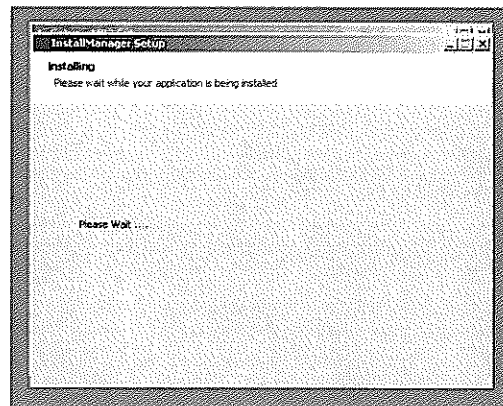 InstallManager Setup
Installing
Please wait while your application is being installed
Please Wait ....